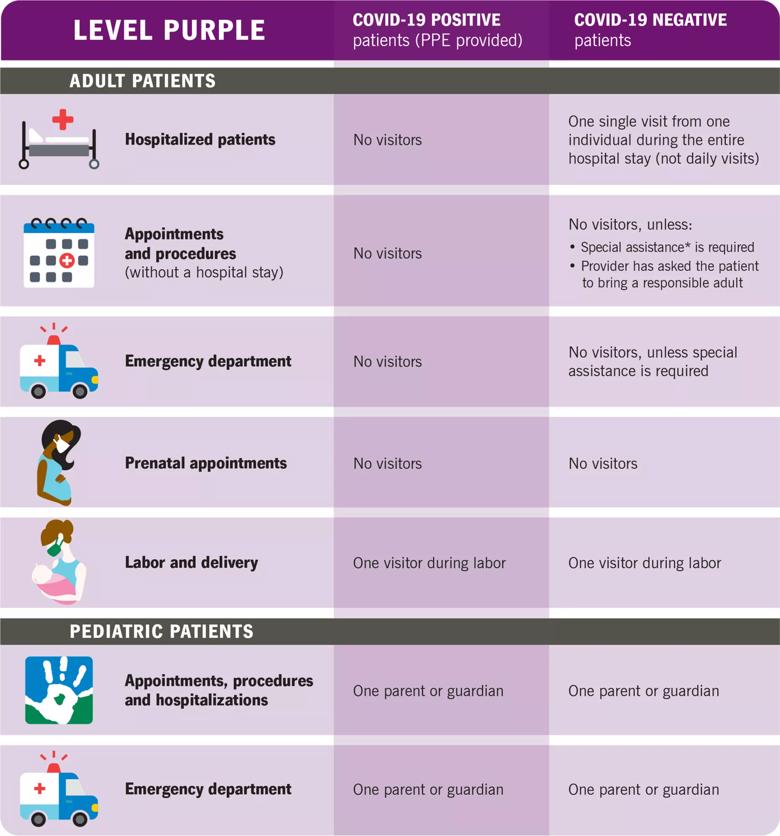 LEVEL PURPLE
COVID-19 POSITIVE
patients (PPE provided)
COVID-19 NEGATIVE
patients
ADULT PATIENTS
Hospitalized patients
No visitors
One single visit from one
individual during the entire
hospital stay (not daily visits)
Appointments
and procedures
(without a hospital stay)
No visitors
No visitors, unless:
• Special assistance* is required
• Provider has asked the patient
to bring a responsible adult
Emergency department
No visitors
No visitors, unless special
assistance is required
Prenatal appointments
No visitors
No visitors
Labor and delivery
One visitor during labor
One visitor during labor
PEDIATRIC PATIENTS
Appointments, procedures
and hospitalizations
One parent or guardian
One parent or guardian
Emergency department
One parent or guardian
One parent or guardian